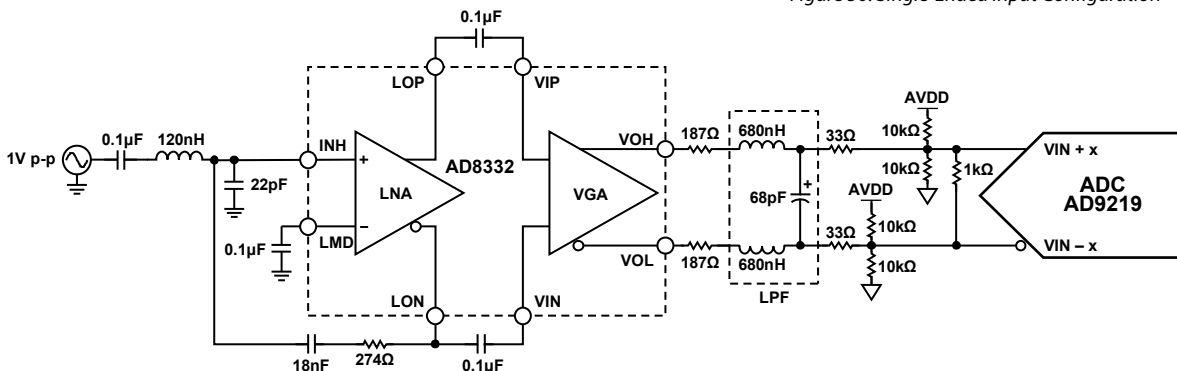 Figure 50. Single-Ended Input Configuration
0.1µF
LOP
VIP
1V p-p
0.1µF
120nH
INH
+
AD8332
LNA
VGA
22pF
0.1µF
LMD
–
LON
VIN
18nF
274Ω
0.1µF
VOH
VOL
187Ω
187Ω
680nH
680nH
68pF
+
LPF
33Ω
33Ω
AVDD
10kΩ
10kΩ
AVDD
10kΩ
10kΩ
1kΩ
VIN + x
ADC
AD9219
VIN – x